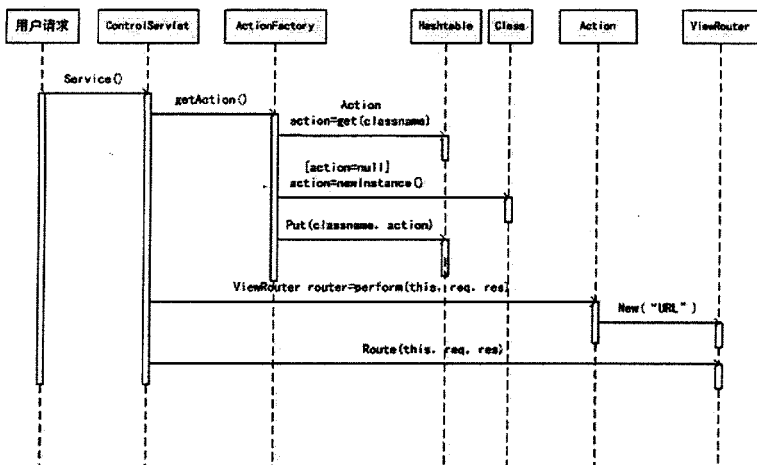 用户请求
ControlServlet
ActionFactory
Hashtable
Class
Action
ViewRouter
Service()
getAction()
Action
action=get(classname)
[action=null]
action=newInstance()
Put(classname. action)
ViewRouter router=perform(this. req. res)
New("URL")
Route(this. req. res)